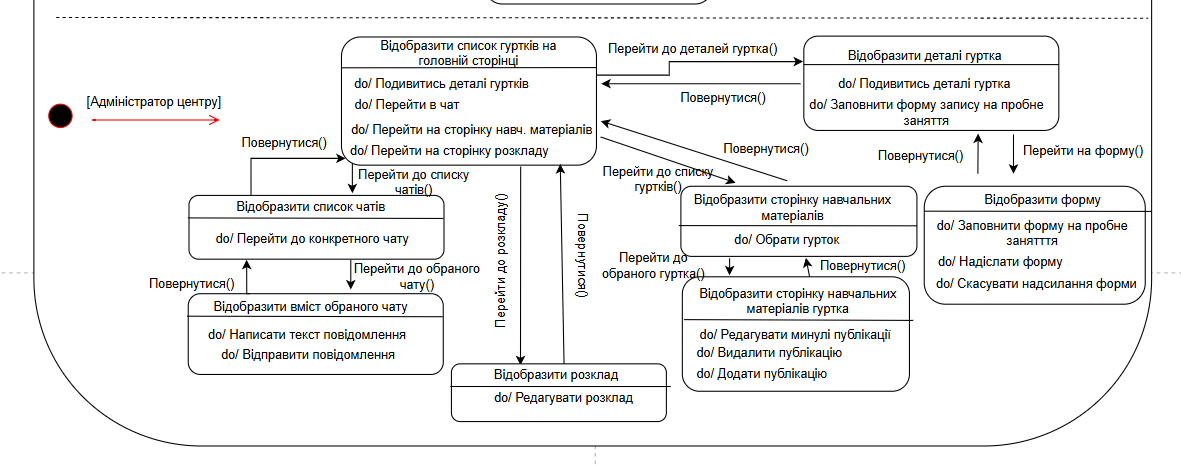 [Адміністратор центру]
Відобразити список гуртків на
головній сторінці
do/ Подивитись деталі гуртків
do/ Перейти в чат
do/ Перейти на сторінку навч. матеріалів
do/ Перейти на сторінку розкладу
Перейти до деталей гуртка()
Повернутися()
Відобразити деталі гуртка
do/ Подивитись деталі гуртка
do/ Заповнити форму запису на пробне
заняття
Повернутися()
Перейти на форму()
Відобразити форму
do/ Заповнити форму на пробне
занятття
do/ Надіслати форму
do/ Скасувати надсилання форми
Повернутися()
Перейти до списку
чатів()
Відобразити список чатів
do/ Перейти до конкретного чату
Повернутися()
Перейти до обраного
чату()
Відобразити вміст обраного чату
do/ Написати текст повідомлення
do/ Відправити повідомлення
Перейти до розкладу()
Повернутися()
Відобразити розклад
do/ Редагувати розклад
Повернутися()
Перейти до списку
гуртків()
Відобразити сторінку навчальних
матеріалів
do/ Обрати гурток
Перейти до
обраного гуртка()
Повернутися()
Відобразити сторінку навчальних
матеріалів гуртка
do/ Редагувати минулі публікації
do/ Видалити публікацію
do/ Додати публікацію